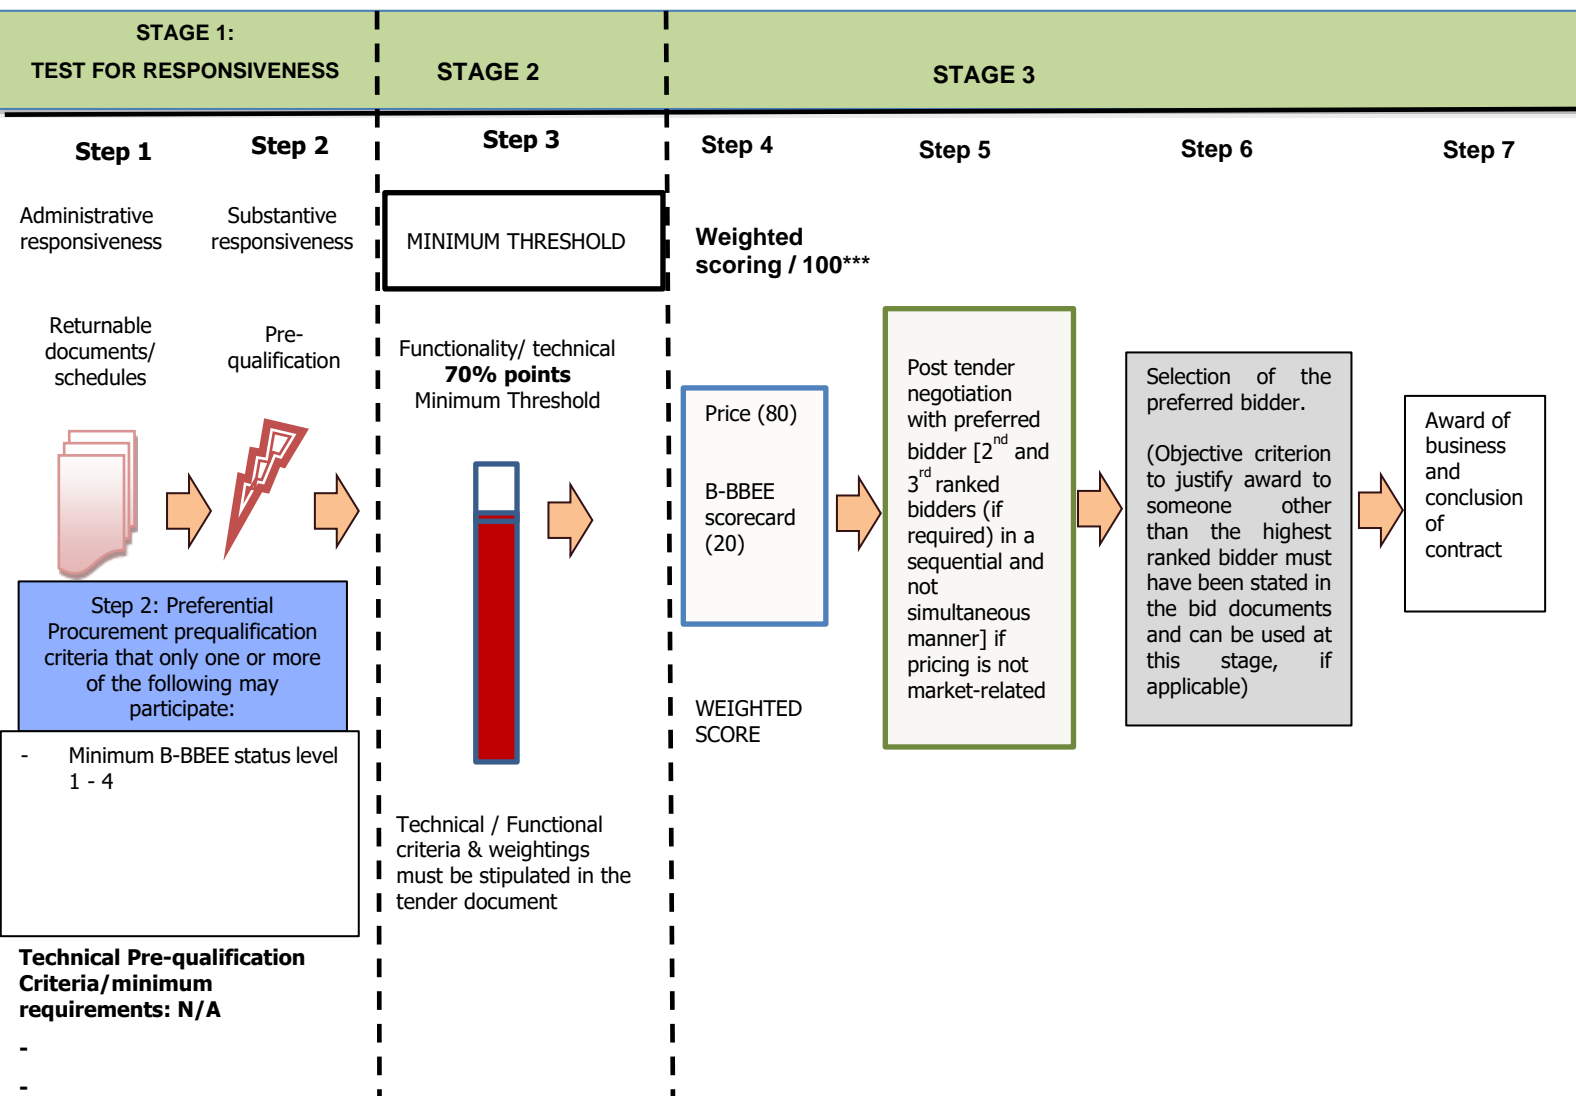 STAGE 1:
TEST FOR RESPONSIVENESS
STAGE 2
STAGE 3
Step 1
Step 2
Step 3
Step 4
Step 5
Step 6
Step 7
Administrative
responsiveness
Substantive
responsiveness
MINIMUM THRESHOLD
Weighted
scoring / 100***
Returnable
documents/
schedules
Pre-
qualification
Functionality/ technical
70% points
Minimum Threshold
Price (80)
B-BBEE
scorecard
(20)
Post tender
negotiation
with preferred
bidder [2nd and
3rd ranked
bidders (if
required) in a
sequential and
not
simultaneous
manner] if
pricing is not
market-related
Selection of the
preferred bidder.
(Objective criterion
to justify award to
someone other
than the highest
ranked bidder must
have been stated in
the bid documents
and can be used at
this stage, if
applicable)
Award of
business
and
conclusion
of
contract
Step 2: Preferential
Procurement prequalification
criteria that only one or more
of the following may
participate:
- Minimum B-BBEE status level
1 - 4
WEIGHTED
SCORE
Technical / Functional
criteria & weightings
must be stipulated in the
tender document
Technical Pre-qualification
Criteria/minimum
requirements: N/A
-
-